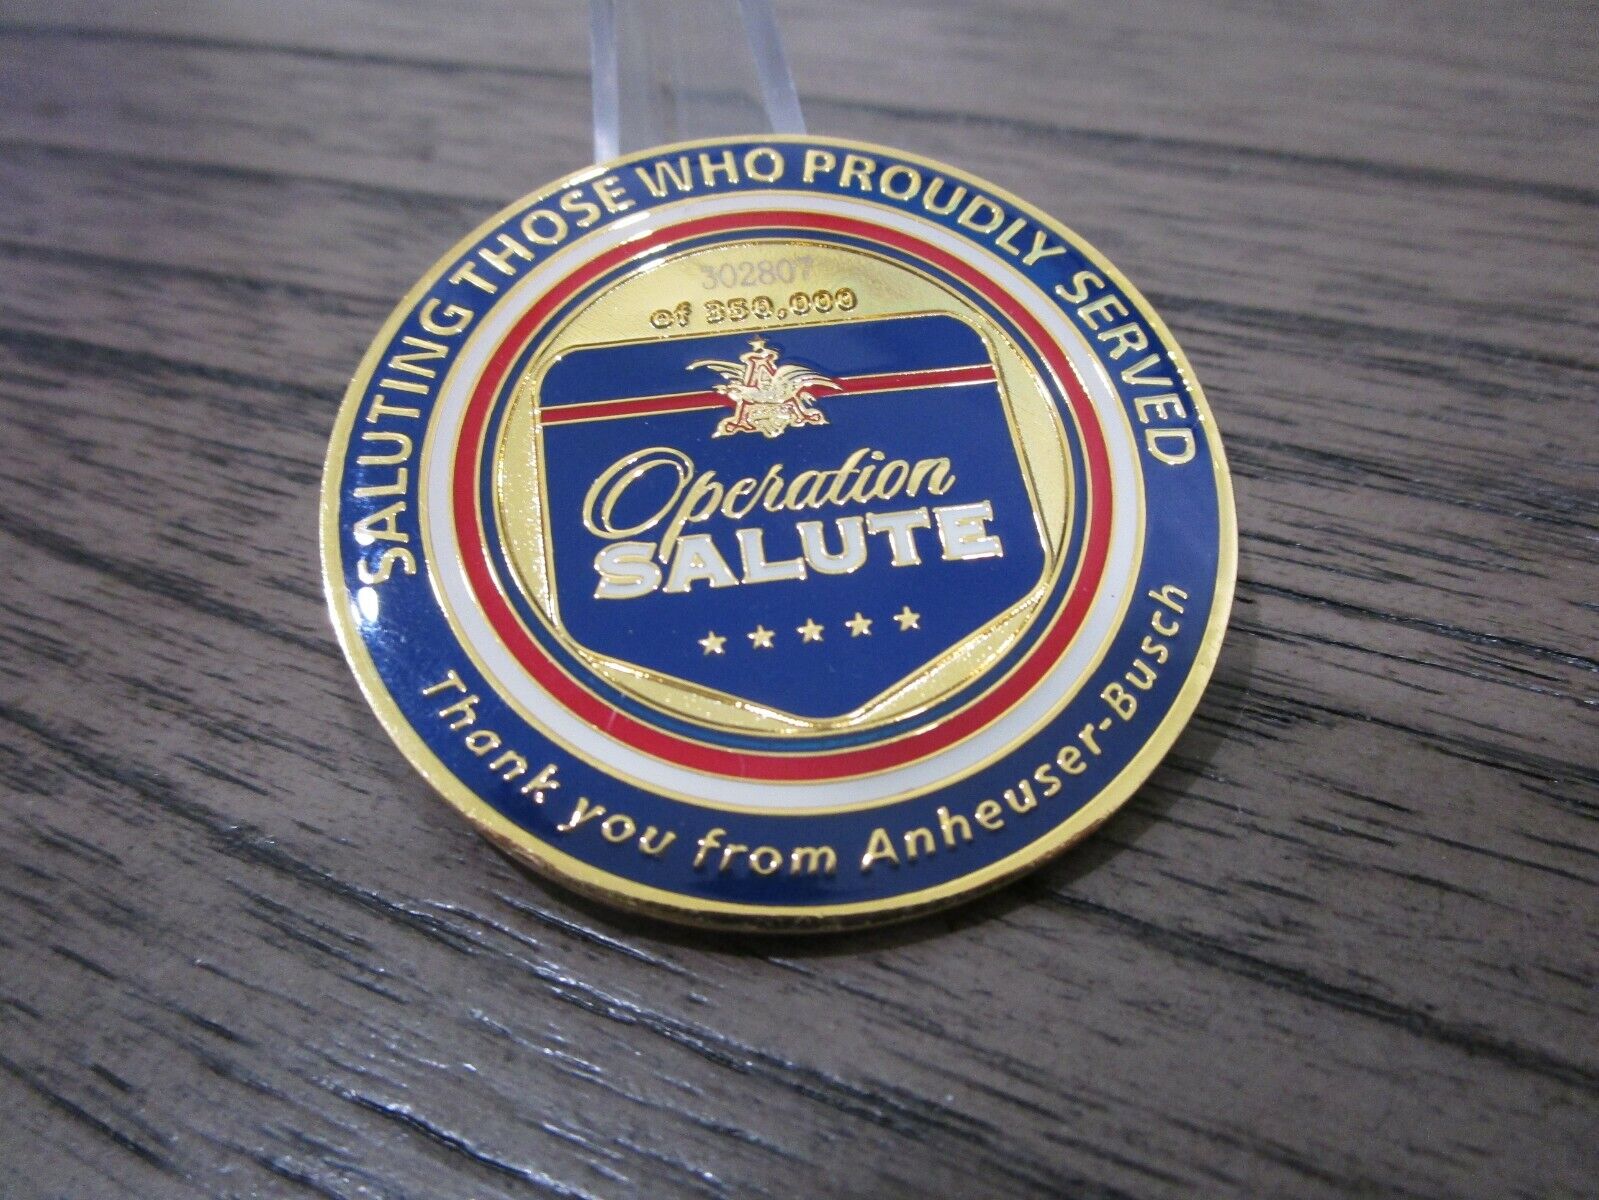 SALUTING THOSE WHO PROUDLY SERVED
302807
of 350,000
A
Operation
SALUTE
Thank you from Anheuser-Busch